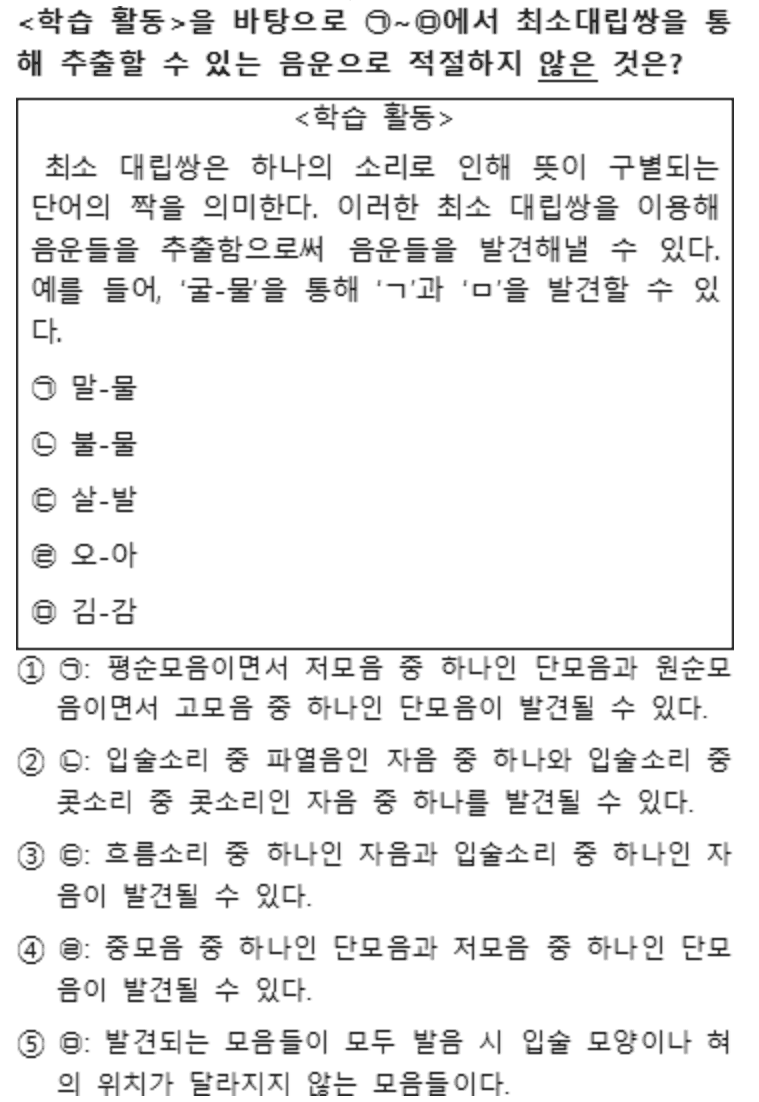 <학습 활동>을 바탕으로 ㉠~㉤에서 최소대립쌍을 통
해 추출할 수 있는 음운으로 적절하지 않은 것은?
<학습 활동>
최소 대립쌍은 하나의 소리로 인해 뜻이 구별되는
단어의 짝을 의미한다. 이러한 최소 대립쌍을 이용해
음운들을 추출함으로써 음운들을 발견해낼 수 있다.
예를 들어, '굴-물'을 통해 'ㄱ'과 'ㅁ'을 발견할 수 있
다.
㉠ 말-물
㉡ 불-물
㉢ 살-발
㉣ 오-아
㉤ 김-감
① ㉠: 평순모음이면서 저모음 중 하나인 단모음과 원순모
음이면서 고모음 중 하나인 단모음이 발견될 수 있다.
② ㉡: 입술소리 중 파열음인 자음 중 하나와 입술소리 중
콧소리 중 콧소리인 자음 중 하나를 발견될 수 있다.
③ ㉢: 흐름소리 중 하나인 자음과 입술소리 중 하나인 자
음이 발견될 수 있다.
④ ㉣: 중모음 중 하나인 단모음과 저모음 중 하나인 단모
음이 발견될 수 있다.
⑤ ㉤: 발견되는 모음들이 모두 발음 시 입술 모양이나 혀
의 위치가 달라지지 않는 모음들이다.